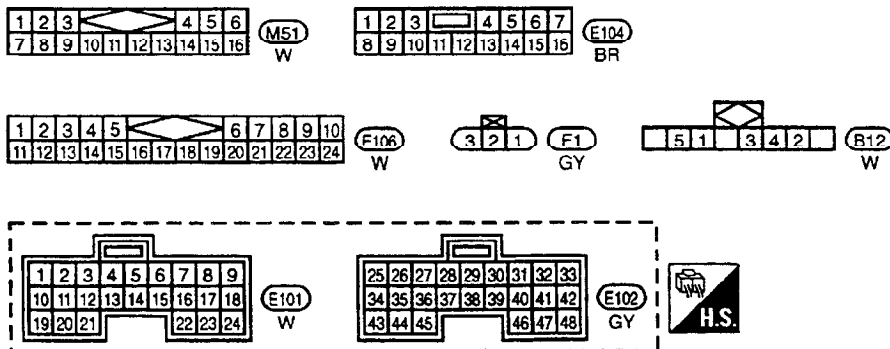 1 2 3 4 5 6
7 8 9 10 11 12 13 14 15 16
M51
W
1 2 3 4 5 6 7
8 9 10 11 12 13 14 15 16
E104
BR
1 2 3 4 5 6 7 8 9 10
11 12 13 14 15 16 17 18 19 20 21 22 23 24
E106
W
3 2 1
F1
GY
5 1 3 4 2
B12
W
1 2 3 4 5 6 7 8 9
10 11 12 13 14 15 16 17 18
19 20 21 22 23 24
E101
W
25 26 27 28 29 30 31 32 33
34 35 36 37 38 39 40 41 42
43 44 45 46 47 48
E102
GY
H.S.